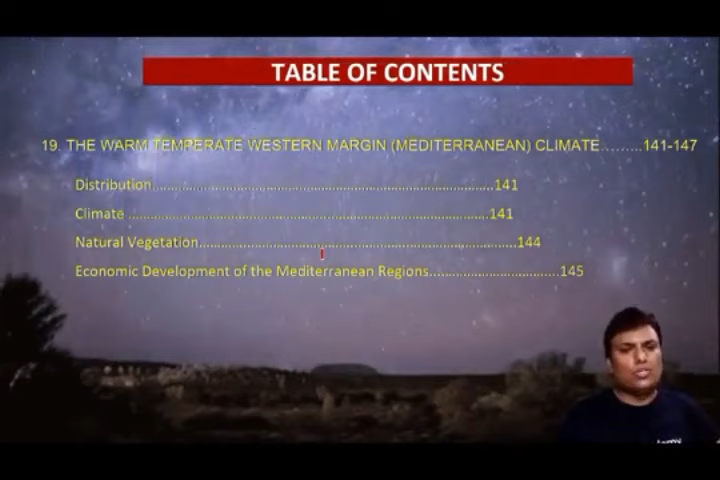 TABLE OF CONTENTS
19. THE WARM TEMPERATE WESTERN MARGIN (MEDITERRANEAN) CLIMATE.........141-147
Distribution....................................................................................141
Climate .........................................................................................141
Natural Vegetation...............................................................................144
Economic Development of the Mediterranean Regions.................................145